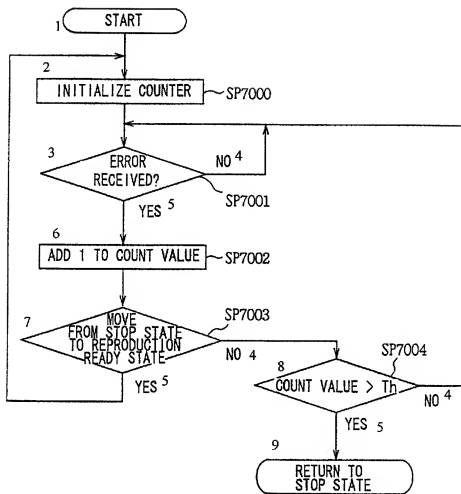 1 START
2
INITIALIZE COUNTER SP7000
3 ERROR
RECEIVED?
NO 4
SP7001
YES 5
6
ADD 1 TO COUNT VALUE SP7002
7 MOVE
FROM STOP STATE
TO REPRODUCTION
READY STATE
SP7003
NO 4
YES 5
8
COUNT VALUE > Th
SP7004
NO 4
YES 5
9
RETURN TO
STOP STATE